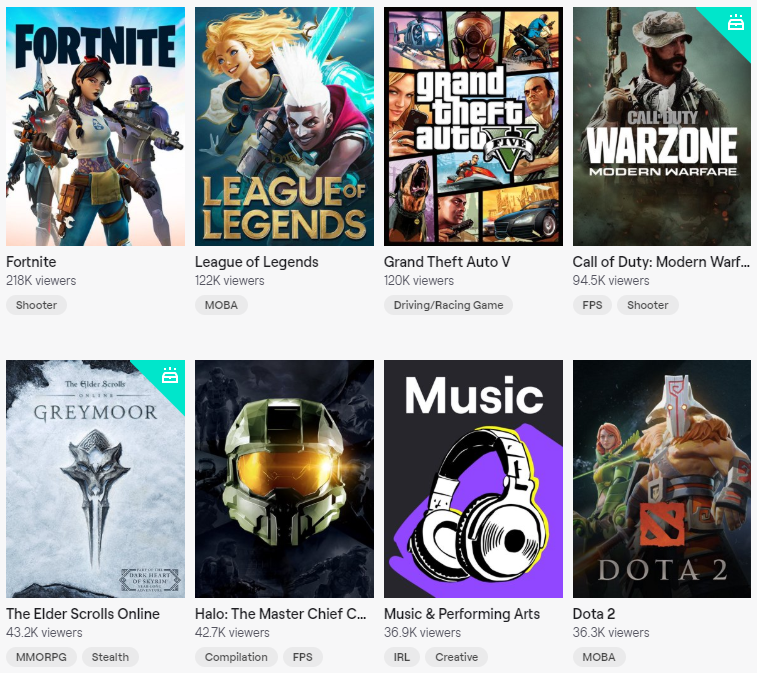 FORTNITE
LEAGUE OF
LEGENDS
grand
theft
auto V
FIVE
CALL OF DUTY
WARZONE
MODERN WARFARE
Fortnite
218K viewers
Shooter
League of Legends
122K viewers
MOBA
Grand Theft Auto V
120K viewers
Driving/Racing Game
Call of Duty: Modern Warf...
94.5K viewers
FPS Shooter
The Elder Scrolls
ONLINE
GREYMOOR
PART OF THE
DARK HEART
OF SKYRIM
YEAR-LONG
ADVENTURE
Music
DOTA 2
The Elder Scrolls Online
43.2K viewers
MMORPG Stealth
Halo: The Master Chief C...
42.7K viewers
Compilation FPS
Music & Performing Arts
36.9K viewers
IRL Creative
Dota 2
36.3K viewers
MOBA